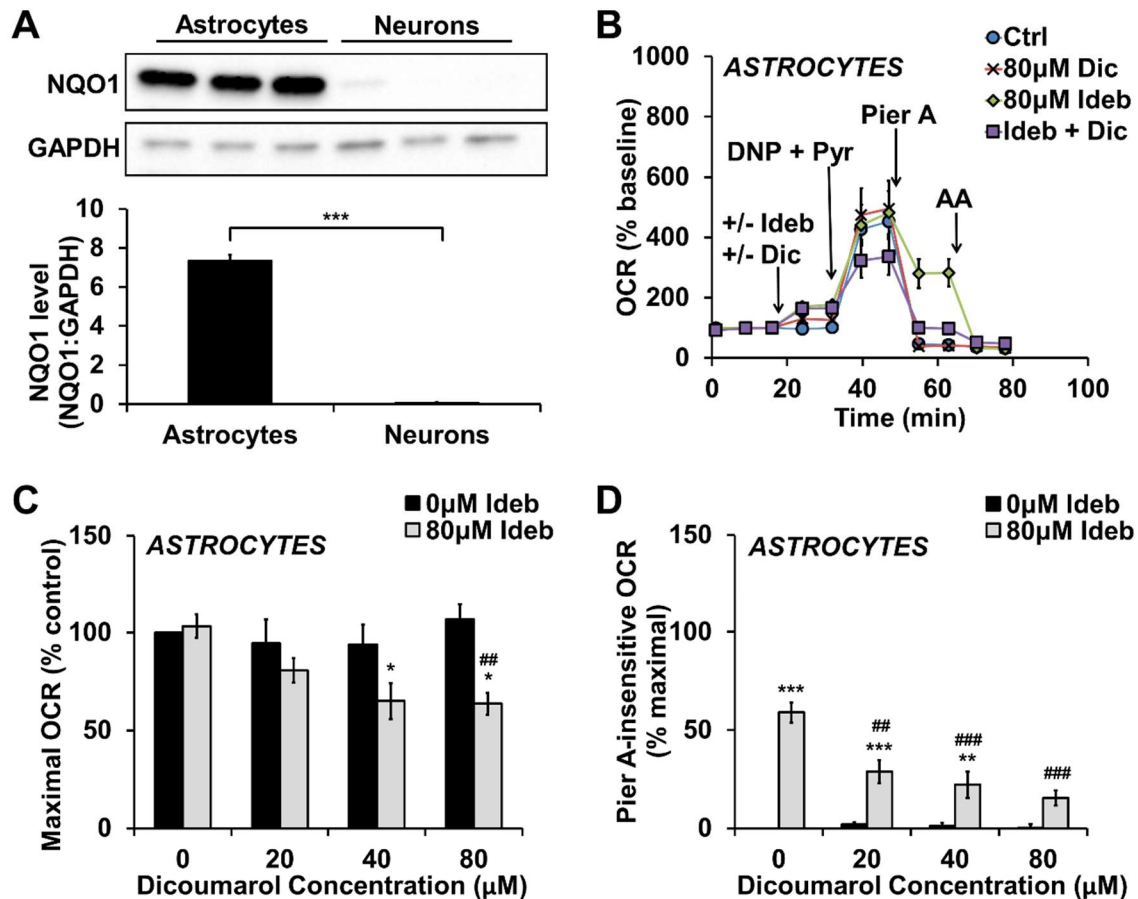 A
Astrocytes
Neurons
NQO1
GAPDH
NQO1 level
(NQO1:GAPDH)
10
8
6
4
2
0
***
Astrocytes
Neurons
B
ASTROCYTES
Ctrl
80µM Dic
80µM Ideb
Ideb + Dic
OCR (% baseline)
1000
800
600
400
200
0
+/- Ideb
+/- Dic
DNP + Pyr
Pier A
AA
0 20 40 60 80 100
Time (min)
C
0µM Ideb
80µM Ideb
ASTROCYTES
Maximal OCR (% control)
150
100
50
0
*
##
*
0 20 40 80
Dicoumarol Concentration (µM)
D
0µM Ideb
80µM Ideb
ASTROCYTES
Pier A-insensitive OCR
(% maximal)
150
100
50
0
***
##
***
###
**
###
0 20 40 80
Dicoumarol Concentration (µM)